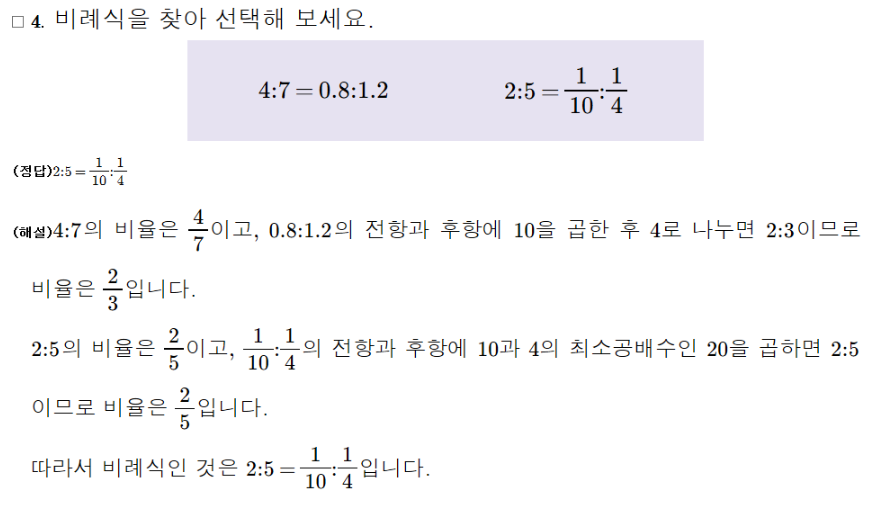 □ 4. 비례식을 찾아 선택해 보세요.
4:7=0.8:1.2 2:5=1/10:1/4
(정답)2:5=1/10:1/4
(해설)4:7의 비율은 4/7이고, 0.8:1.2의 전항과 후항에 10을 곱한 후 4로 나누면 2:3이므로
비율은 2/3입니다.
2:5의 비율은 2/5이고, 1/10:1/4의 전항과 후항에 10과 4의 최소공배수인 20을 곱하면 2:5
이므로 비율은 2/5입니다.
따라서 비례식인 것은 2:5=1/10:1/4입니다.